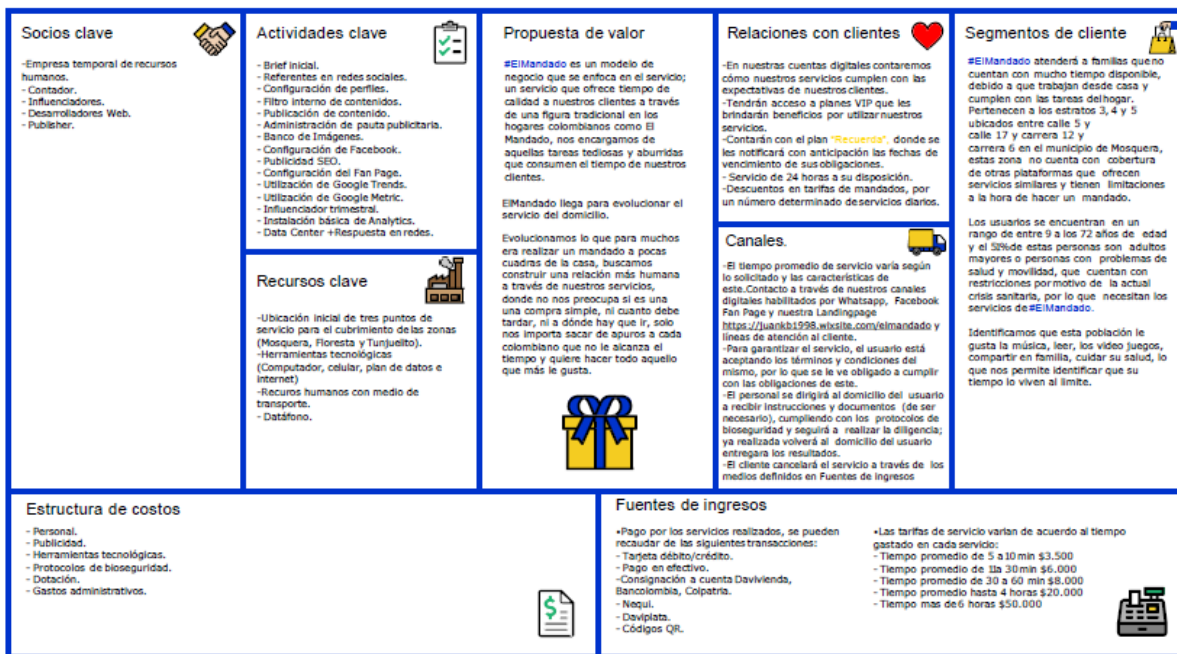 Socios clave
-Empresa temporal de recursos
humanos.
- Contador.
- Influenciadores.
- Desarrolladores Web.
- Publisher.
Actividades clave
- Brief inicial.
- Referentes en redes sociales.
- Configuración de perfiles.
- Filtro interno de contenidos.
- Publicación de contenido.
- Administración de pauta publicitaria.
- Banco de Imágenes.
- Configuración de Facebook.
- Publicidad SEO.
- Configuración del Fan Page.
- Utilización de Google Trends.
- Utilización de Google Metric.
- Influenciador trimestral.
- Instalación básica de Analytics.
- Data Center +Respuesta en redes.
Recursos clave
-Ubicación inicial de tres puntos de
servicio para el cubrimiento de las zonas
(Mosquera, Floresta y Tunjuelito).
-Herramientas tecnológicas
(Computador, celular, plan de datos e
internet)
-Recuros humanos con medio de
transporte.
- Datáfono.
Propuesta de valor
#ElMandado es un modelo de
negocio que se enfoca en el servicio;
un servicio que ofrece tiempo de
calidad a nuestros clientes a través
de una figura tradicional en los
hogares colombianos como El
Mandado, nos encargamos de
aquellas tareas tediosas y aburridas
que consumen el tiempo de nuestros
clientes.
ElMandado llega para evolucionar el
servicio del domicilio.
Evolucionamos lo que para muchos
era realizar un mandado a pocas
cuadras de la casa, buscamos
construir una relación más humana
a través de nuestros servicios,
donde no nos preocupa si es una
compra simple, ni cuanto debe
tardar, ni a dónde hay que ir, solo
nos importa sacar de apuros a cada
colombiano que no le alcanza el
tiempo y quiere hacer todo aquello
que más le gusta.
Relaciones con clientes
-En nuestras cuentas digitales contaremos
cómo nuestros servicios cumplen con las
expectativas de nuestros clientes.
-Tendrán acceso a planes VIP que les
brindarán beneficios por utilizar nuestros
servicios.
-Contarán con el plan "Recuerda", donde se
les notificará con anticipación las fechas de
vencimiento de sus obligaciones.
- Servicio de 24 horas a su disposición.
-Descuentos en tarifas de mandados, por
un número determinado de servicios diarios.
Canales.
-El tiempo promedio de servicio varía según
lo solicitado y las características de
este.Contacto a través de nuestros canales
digitales habilitados por Whatsapp, Facebook
Fan Page y nuestra Landingpage
https://juankb1998.wixsite.com/elmandado y
líneas de atención al cliente.
-Para garantizar el servicio, el usuario está
aceptando los términos y condiciones del
mismo, por lo que se le ve obligado a cumplir
con las obligaciones de este.
-El personal se dirigirá al domicilio del usuario
a recibir instrucciones y documentos (de ser
necesario), cumpliendo con los protocolos de
bioseguridad y seguirá a realizar la diligencia;
ya realizada volverá al domicilio del usuario
entregara los resultados.
-El cliente cancelará el servicio a través de los
medios definidos en Fuentes de ingresos
Segmentos de cliente
#ElMandado atenderá a familias que no
cuentan con mucho tiempo disponible,
debido a que trabajan desde casa y
cumplen con las tareas del hogar.
Pertenecen a los estratos 3, 4 y 5
ubicados entre calle 5 y
calle 17 y carrera 12 y
carrera 6 en el municipio de Mosquera,
estas zona no cuenta con cobertura
de otras plataformas que ofrecen
servicios similares y tienen limitaciones
a la hora de hacer un mandado.
Los usuarios se encuentran en un
rango de entre 9 a los 72 años de edad
y el 51%de estas personas son adultos
mayores o personas con problemas de
salud y movilidad, que cuentan con
restricciones por motivo de la actual
crisis sanitaria, por lo que necesitan los
servicios de #ElMandado.
Identificamos que esta población le
gusta la música, leer, los video juegos,
compartir en familia, cuidar su salud, lo
que nos permite identificar que su
tiempo lo viven al limite.
Estructura de costos
- Personal.
- Publicidad.
- Herramientas tecnológicas.
- Protocolos de bioseguridad.
- Dotación.
- Gastos administrativos.
Fuentes de ingresos
•Pago por los servicios realizados, se pueden
recaudar de las siguientes transacciones:
- Tarjeta débito/crédito.
- Pago en efectivo.
-Consignación a cuenta Davivienda,
Bancolombia, Colpatria.
- Nequi.
- Daviplata.
- Códigos QR.
•Las tarifas de servicio varian de acuerdo al tiempo
gastado en cada servicio:
- Tiempo promedio de 5 a 10 min $3.500
- Tiempo promedio de 11a 30 min $6.000
- Tiempo promedio de 30 a 60 min $8.000
- Tiempo promedio hasta 4 horas $20.000
- Tiempo mas de 6 horas $50.000